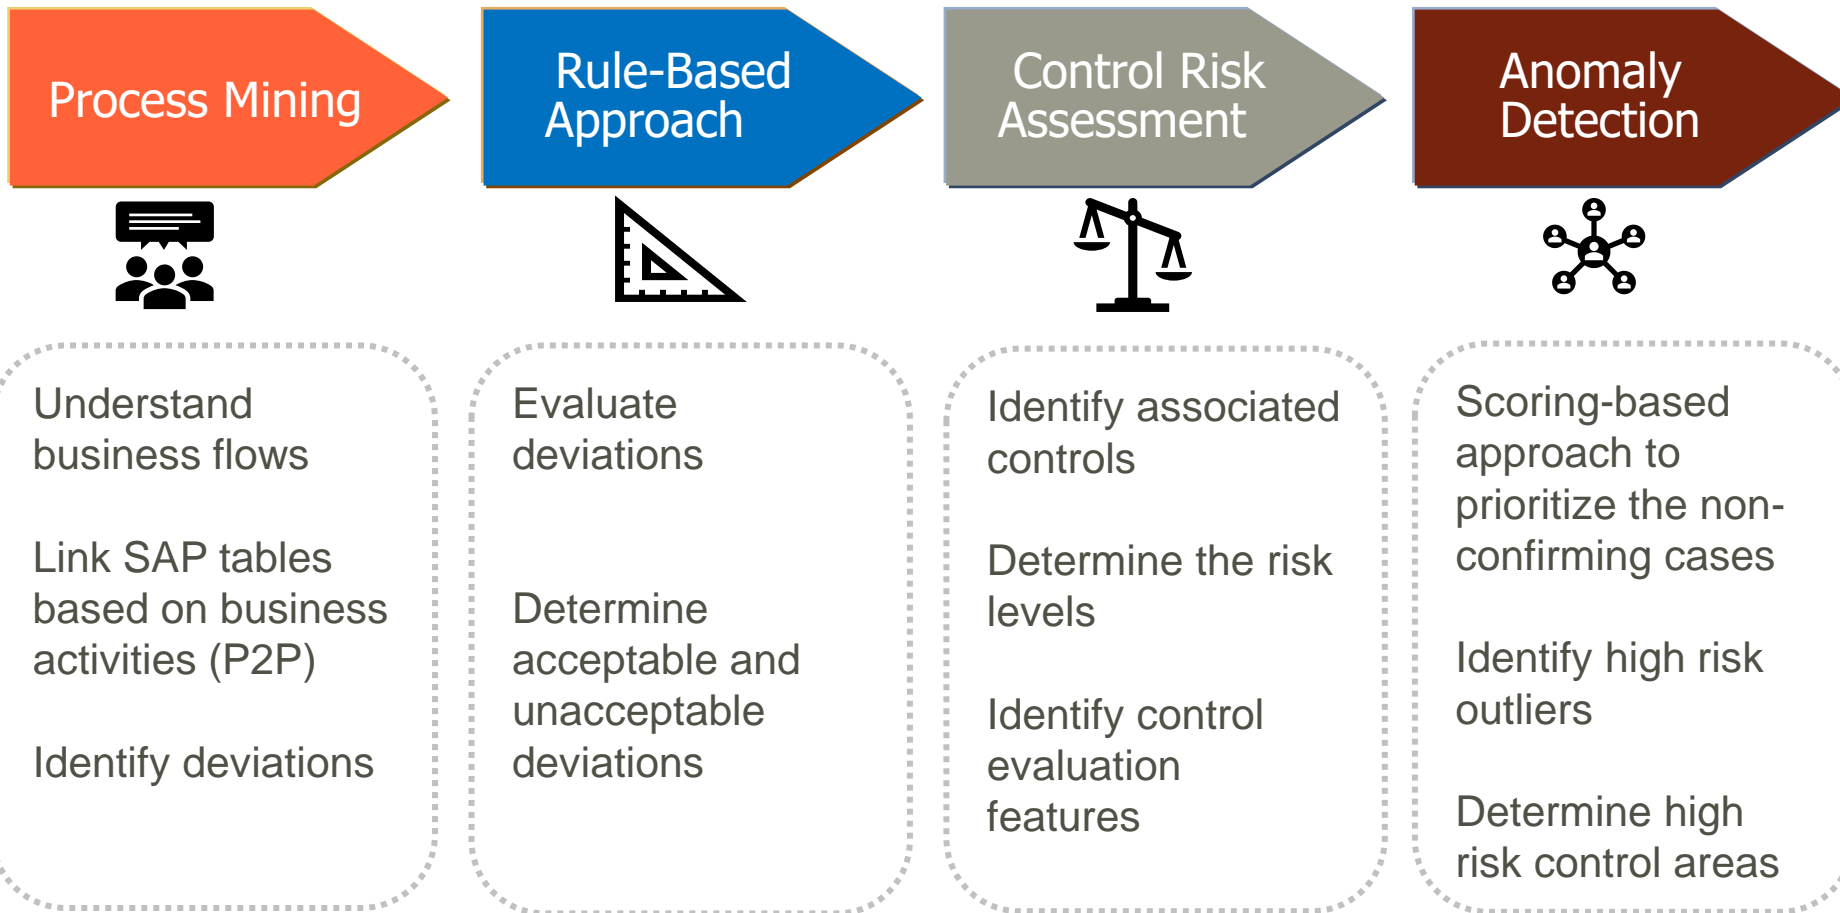 Process Mining
Rule-Based
Approach
Control Risk
Assessment
Anomaly
Detection
Understand
business flows
Link SAP tables
based on business
activities (P2P)
Identify deviations
Evaluate
deviations
Determine
acceptable and
unacceptable
deviations
Identify associated
controls
Determine the risk
levels
Identify control
evaluation
features
Scoring-based
approach to
prioritize the non-
confirming cases
Identify high risk
outliers
Determine high
risk control areas